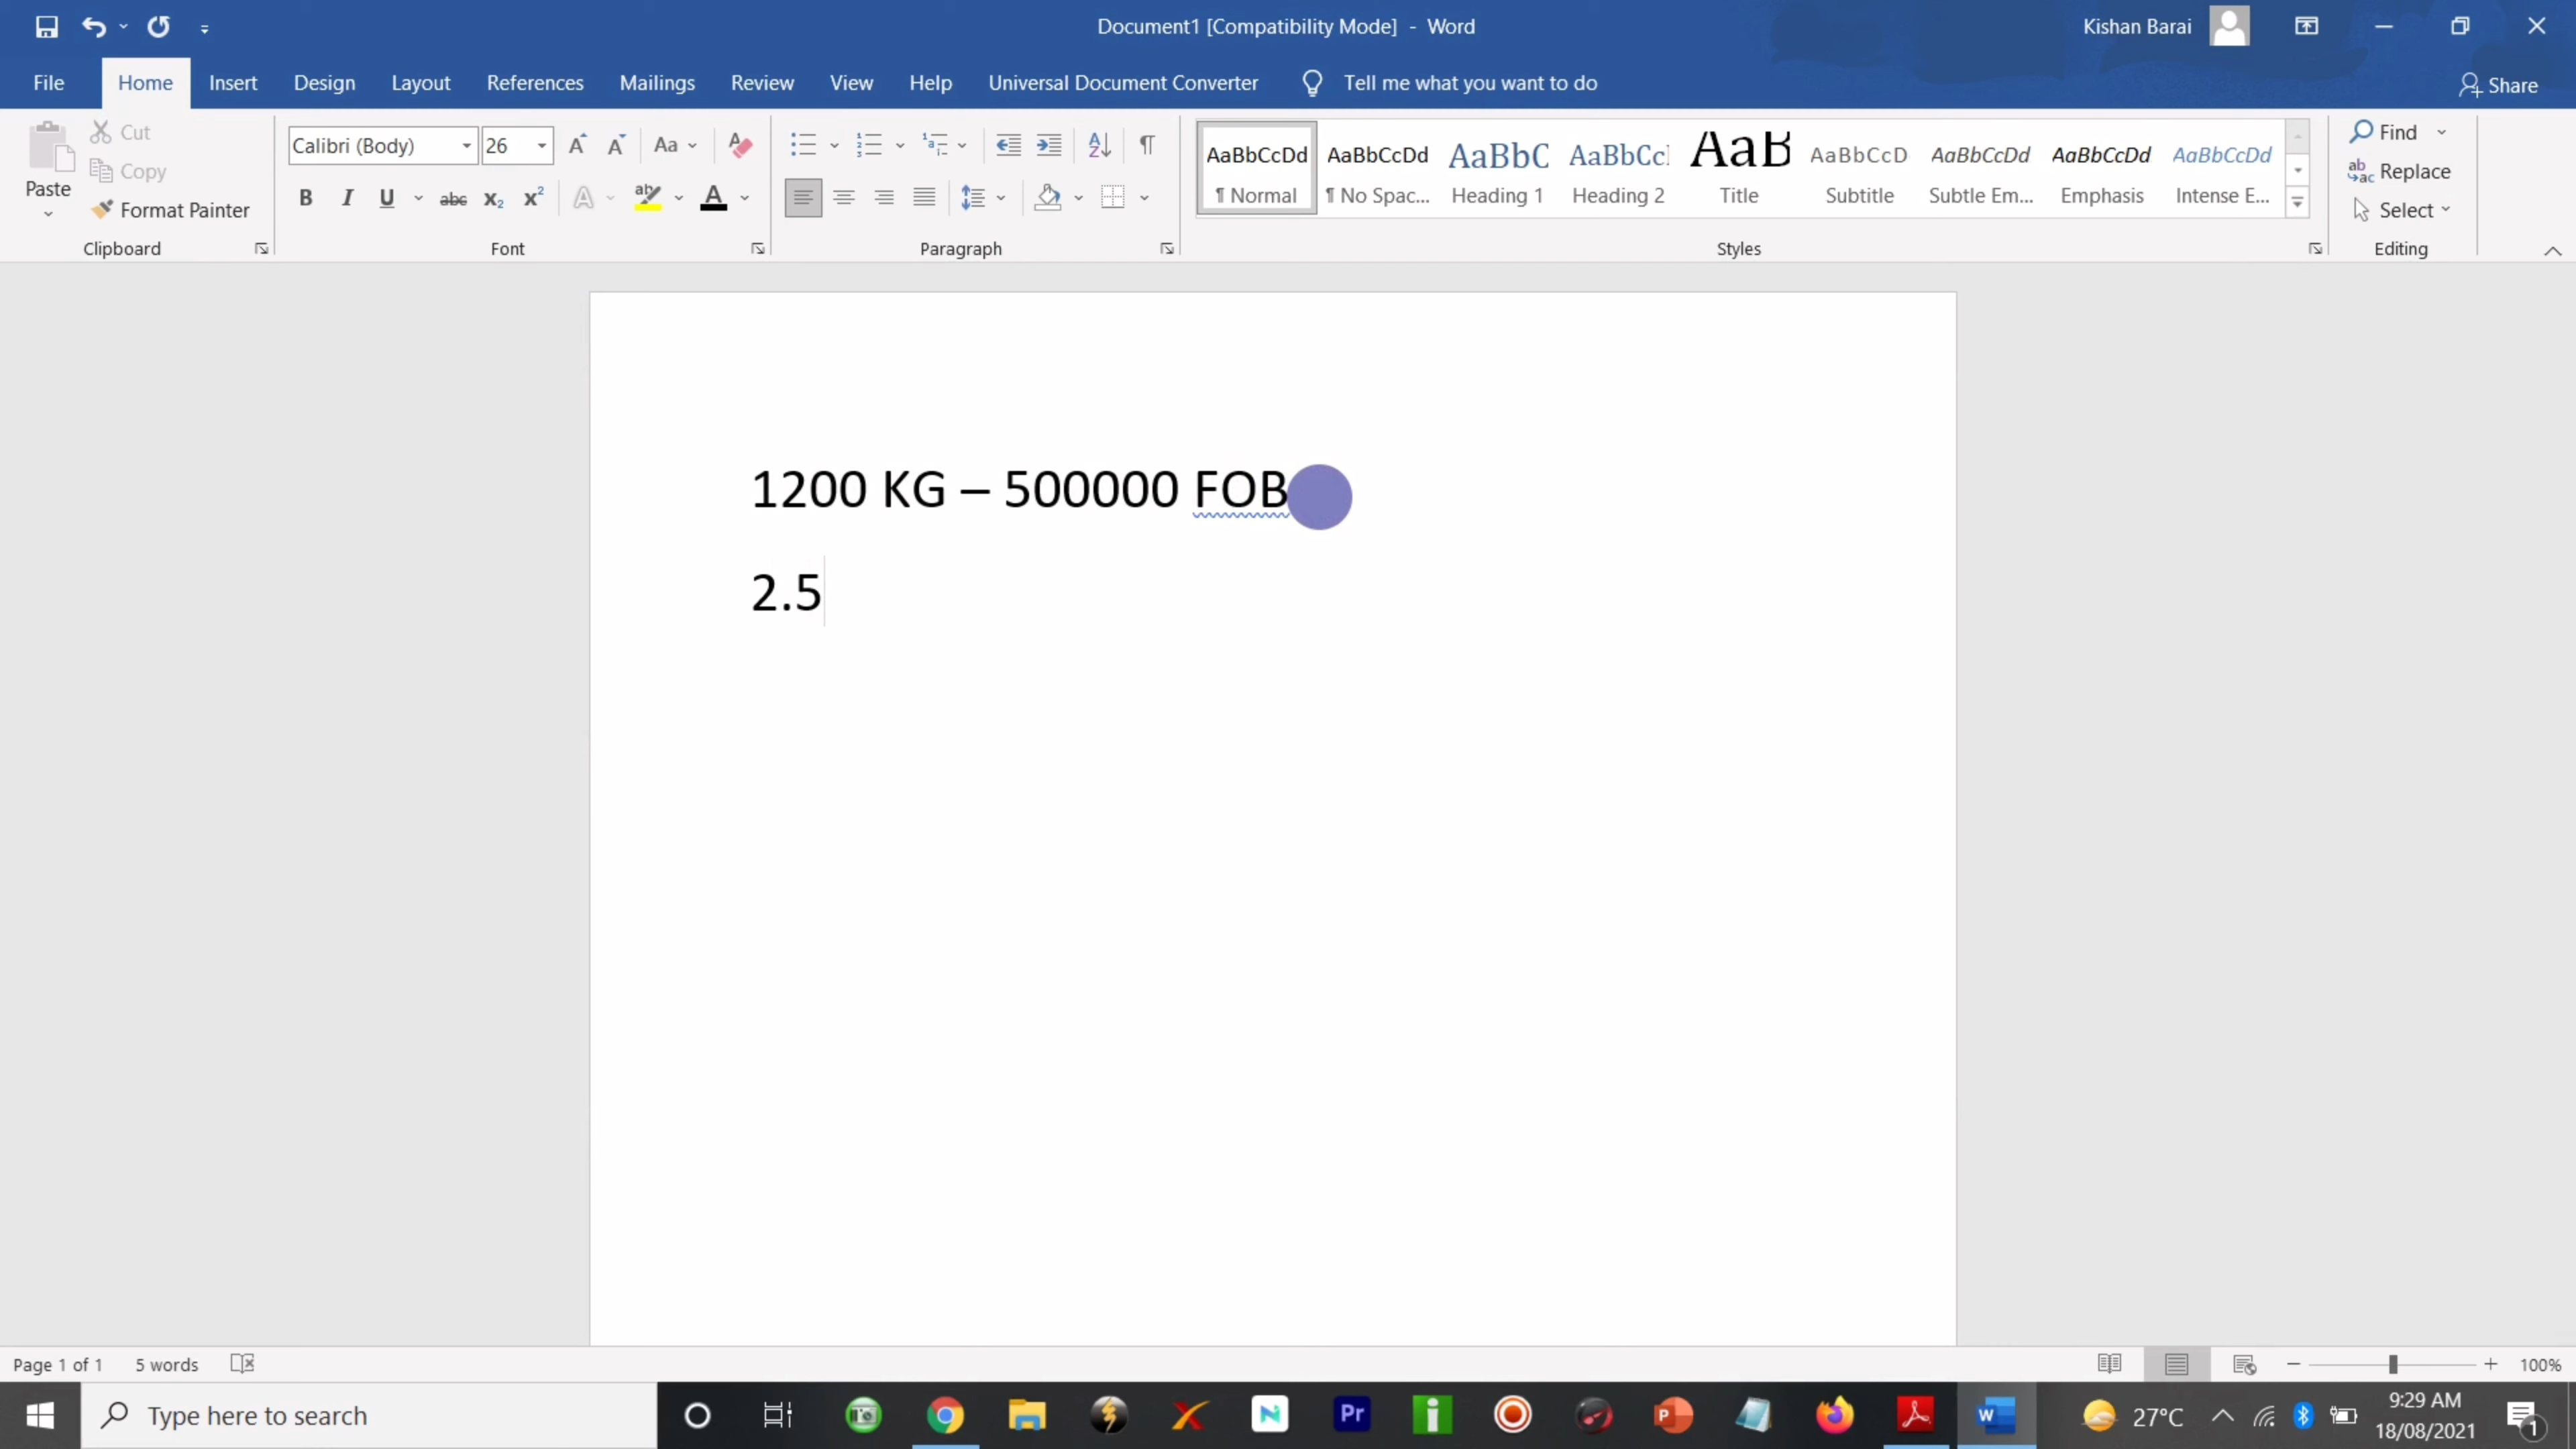 Document1 [Compatibility Mode] - Word
Kishan Barai
File Home Insert Design Layout References Mailings Review View Help Universal Document Converter Tell me what you want to do Share
Paste
Cut
Copy
Format Painter
Clipboard
Calibri (Body) 26
Font
Paragraph
AaBbCcDd AaBbCcDd AaBbC AaBbCc AaB AaBbCcD AaBbCcDd AaBbCcDd AaBbCcDd
¶ Normal ¶ No Spac... Heading 1 Heading 2 Title Subtitle Subtle Em... Emphasis Intense E...
Styles
Find
Replace
Select
Editing
1200 KG – 500000 FOB
2.5
Page 1 of 1 5 words 100%
Type here to search
Pr
27°C
9:29 AM
18/08/2021
1